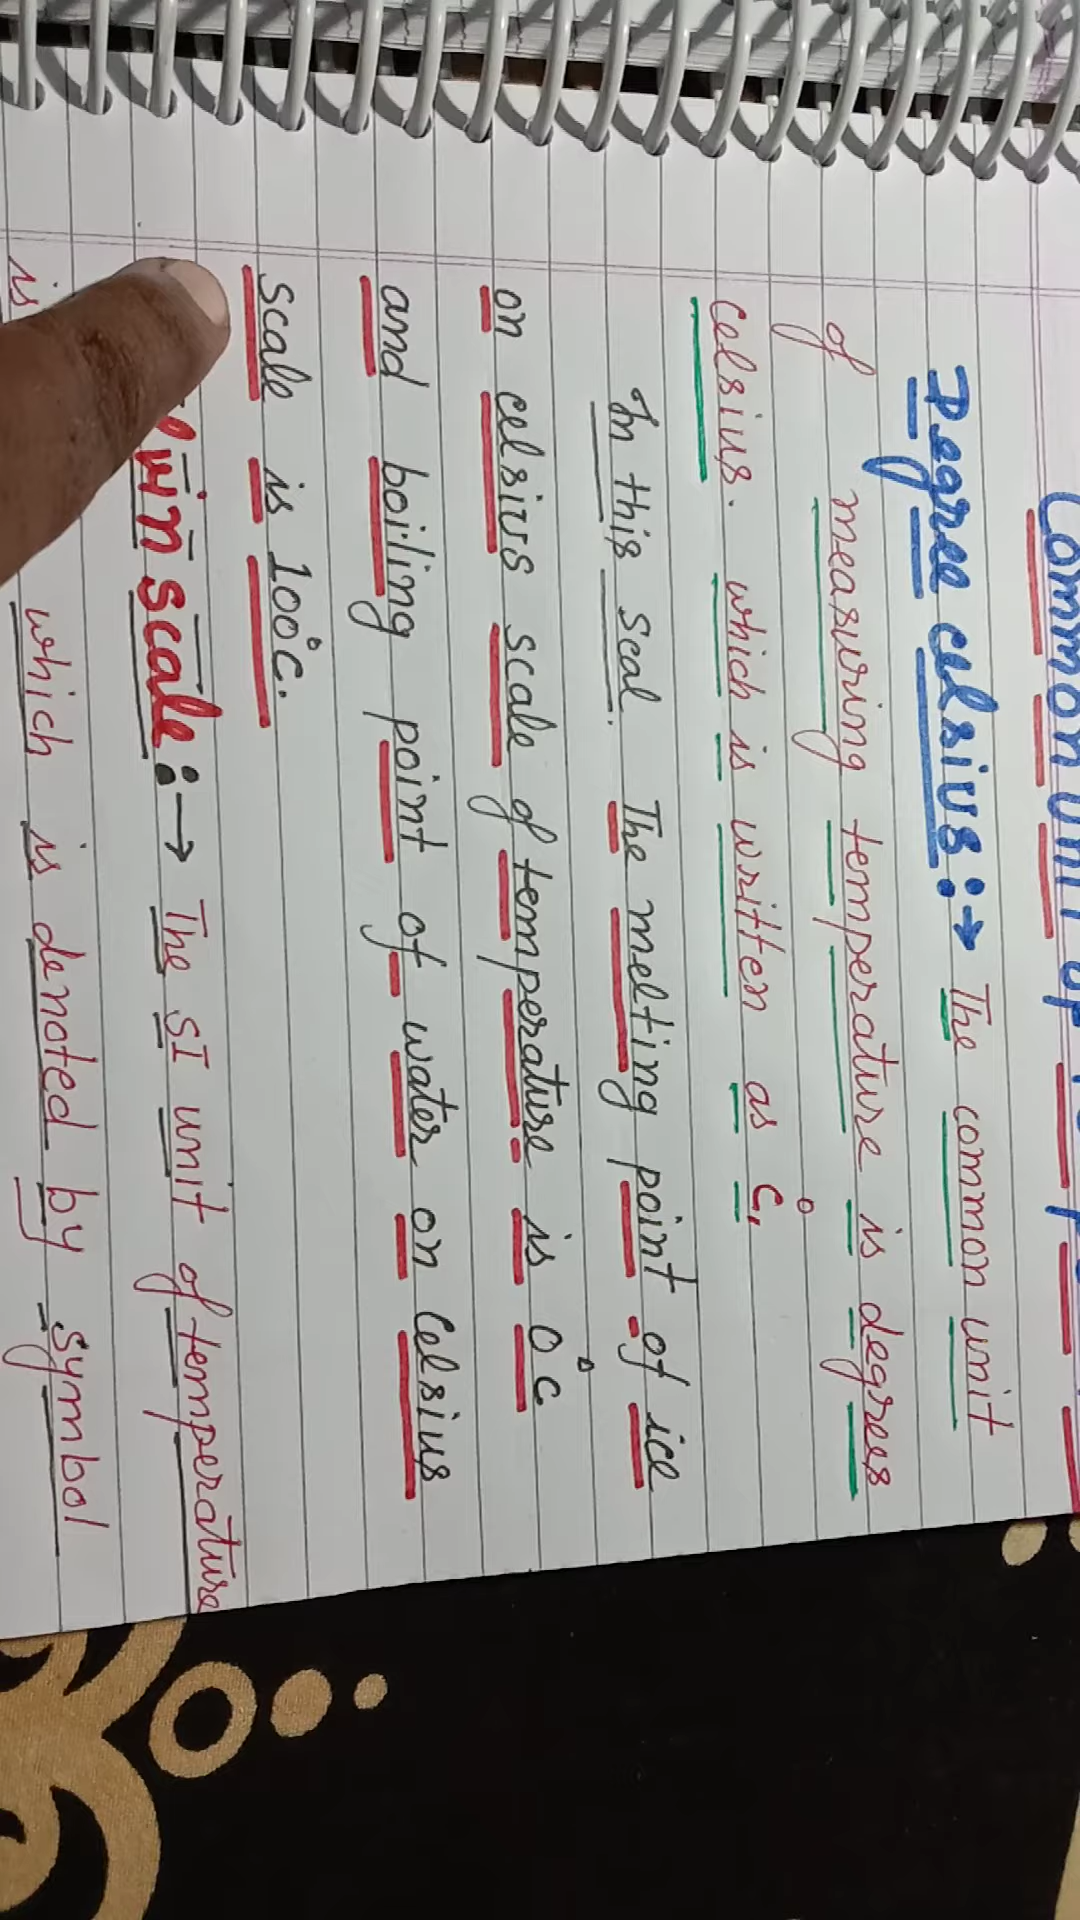 Common unit of
Degree celsius:→ The common unit
of measuring temperature is degrees
celsius. which is written as °C,
In this scal. The melting point of ice
on celsius scale of temperature is 0°c
and boiling point of water on Celsius
scale is 100°c.
scale:→ The SI unit of temperature
is which is denoted by symbol